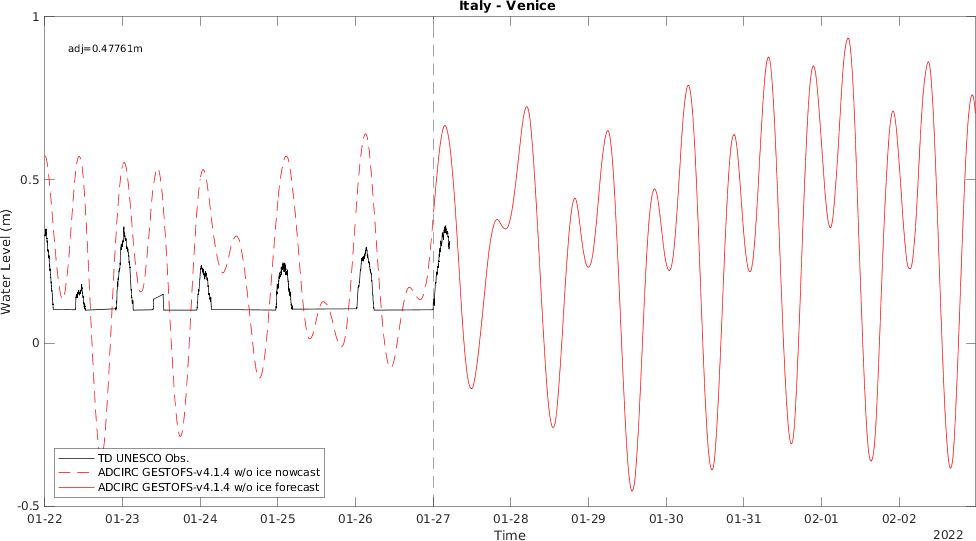 Italy - Venice
adj=0.47761m
Water Level (m)
1
0.5
0
-0.5
TD UNESCO Obs.
ADCIRC GESTOFS-v4.1.4 w/o ice nowcast
ADCIRC GESTOFS-v4.1.4 w/o ice forecast
01-22 01-23 01-24 01-25 01-26 01-27 01-28 01-29 01-30 01-31 02-01 02-02
Time
2022